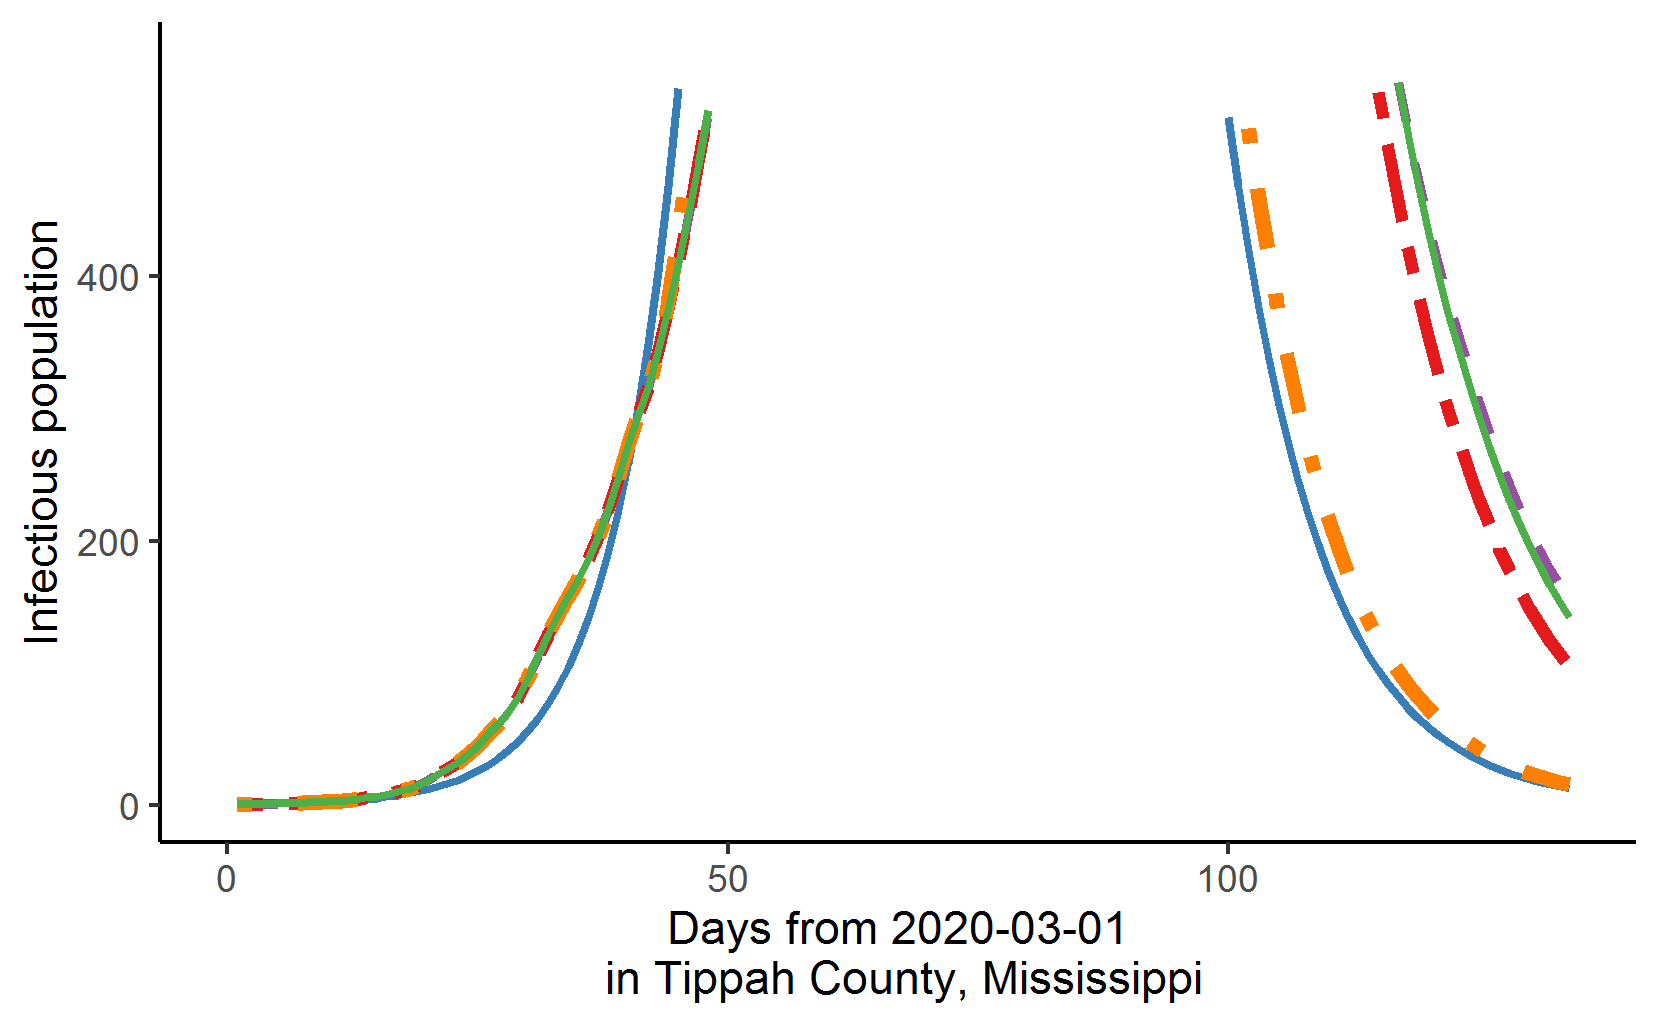 Infectious population
400
200
0
0
50
100
Days from 2020-03-01
in Tippah County, Mississippi